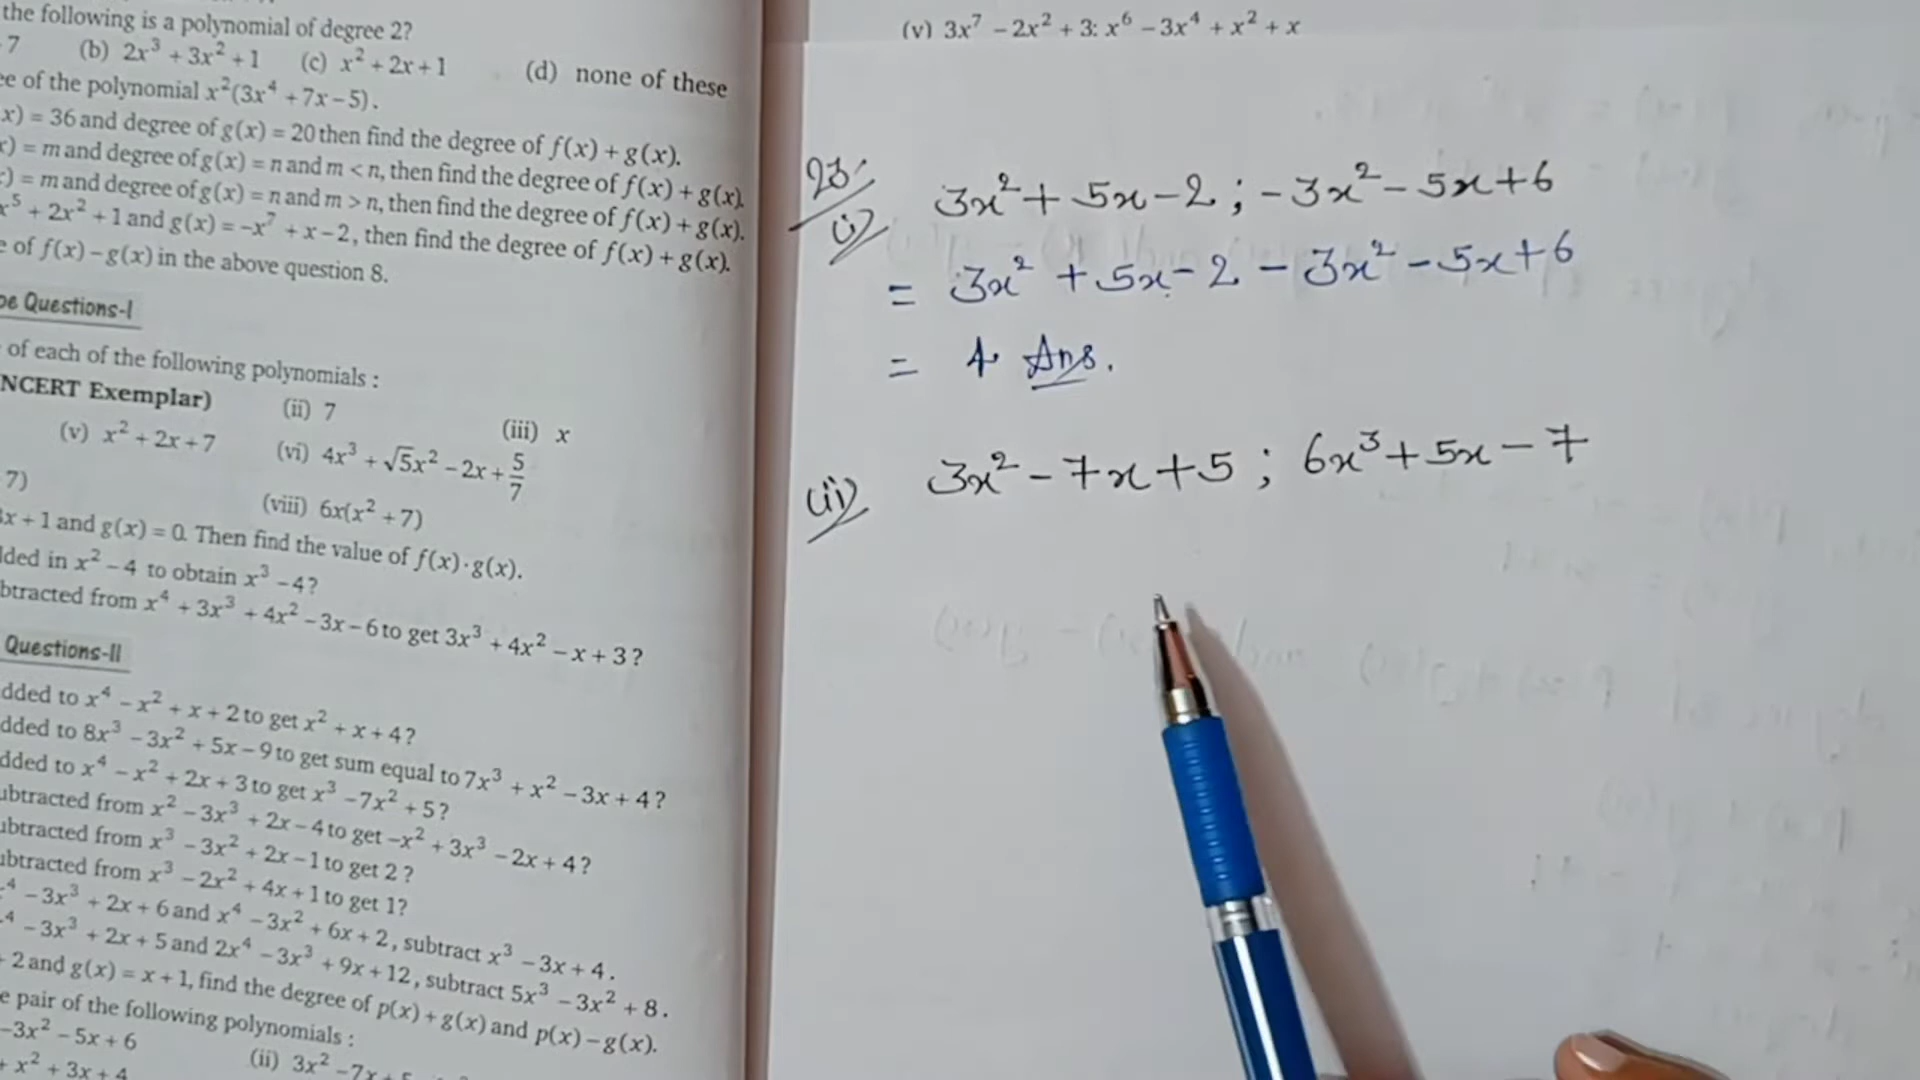 the following is a polynomial of degree 2?
7 (b) 2x³ + 3x² + 1 (c) x² + 2x + 1 (d) none of these
ee of the polynomial x²(3x⁴ + 7x – 5).
x) = 36 and degree of g(x) = 20 then find the degree of f(x) + g(x).
) = m and degree of g(x) = n and m < n, then find the degree of f(x) + g(x).
) = m and degree of g(x) = n and m > n, then find the degree of f(x) + g(x).
x⁵ + 2x² + 1 and g(x) = –x⁷ + x – 2, then find the degree of f(x) + g(x).
e of f(x) – g(x) in the above question 8.
pe Questions-I
of each of the following polynomials :
NCERT Exemplar) (ii) 7 (iii) x
(v) x² + 2x + 7 (vi) 4x³ + √5x² – 2x + 5/7
7) (viii) 6x(x² + 7)
x + 1 and g(x) = 0. Then find the value of f(x)·g(x).
dded in x² – 4 to obtain x³ – 4?
btracted from x⁴ + 3x³ + 4x² – 3x – 6 to get 3x³ + 4x² – x + 3?
Questions-II
dded to x⁴ – x² + x + 2 to get x² + x + 4?
dded to 8x³ – 3x² + 5x – 9 to get sum equal to 7x³ + x² – 3x + 4?
dded to x⁴ – x² + 2x + 3 to get x³ – 7x² + 5?
ubtracted from x² – 3x³ + 2x – 4 to get –x² + 3x³ – 2x + 4?
ubtracted from x³ – 3x² + 2x – 1 to get 2?
ubtracted from x³ – 2x² + 4x + 1 to get 1?
⁴ – 3x³ + 2x + 6 and x⁴ – 3x² + 6x + 2, subtract x³ – 3x + 4.
⁴ – 3x³ + 2x + 5 and 2x⁴ – 3x³ + 9x + 12, subtract 5x³ – 3x² + 8.
+ 2 and g(x) = x + 1, find the degree of p(x) + g(x) and p(x) – g(x).
e pair of the following polynomials :
–3x² – 5x + 6 (ii) 3x² – 7x + 5
+ x² + 3x + 4
(v) 3x⁷ – 2x² + 3: x⁶ – 3x⁴ + x² + x
23.
(i) 3x² + 5x – 2 ; – 3x² – 5x + 6
= 3x² + 5x – 2 – 3x² – 5x + 6
= 4 Ans.
(ii) 3x² – 7x + 5 ; 6x³ + 5x – 7